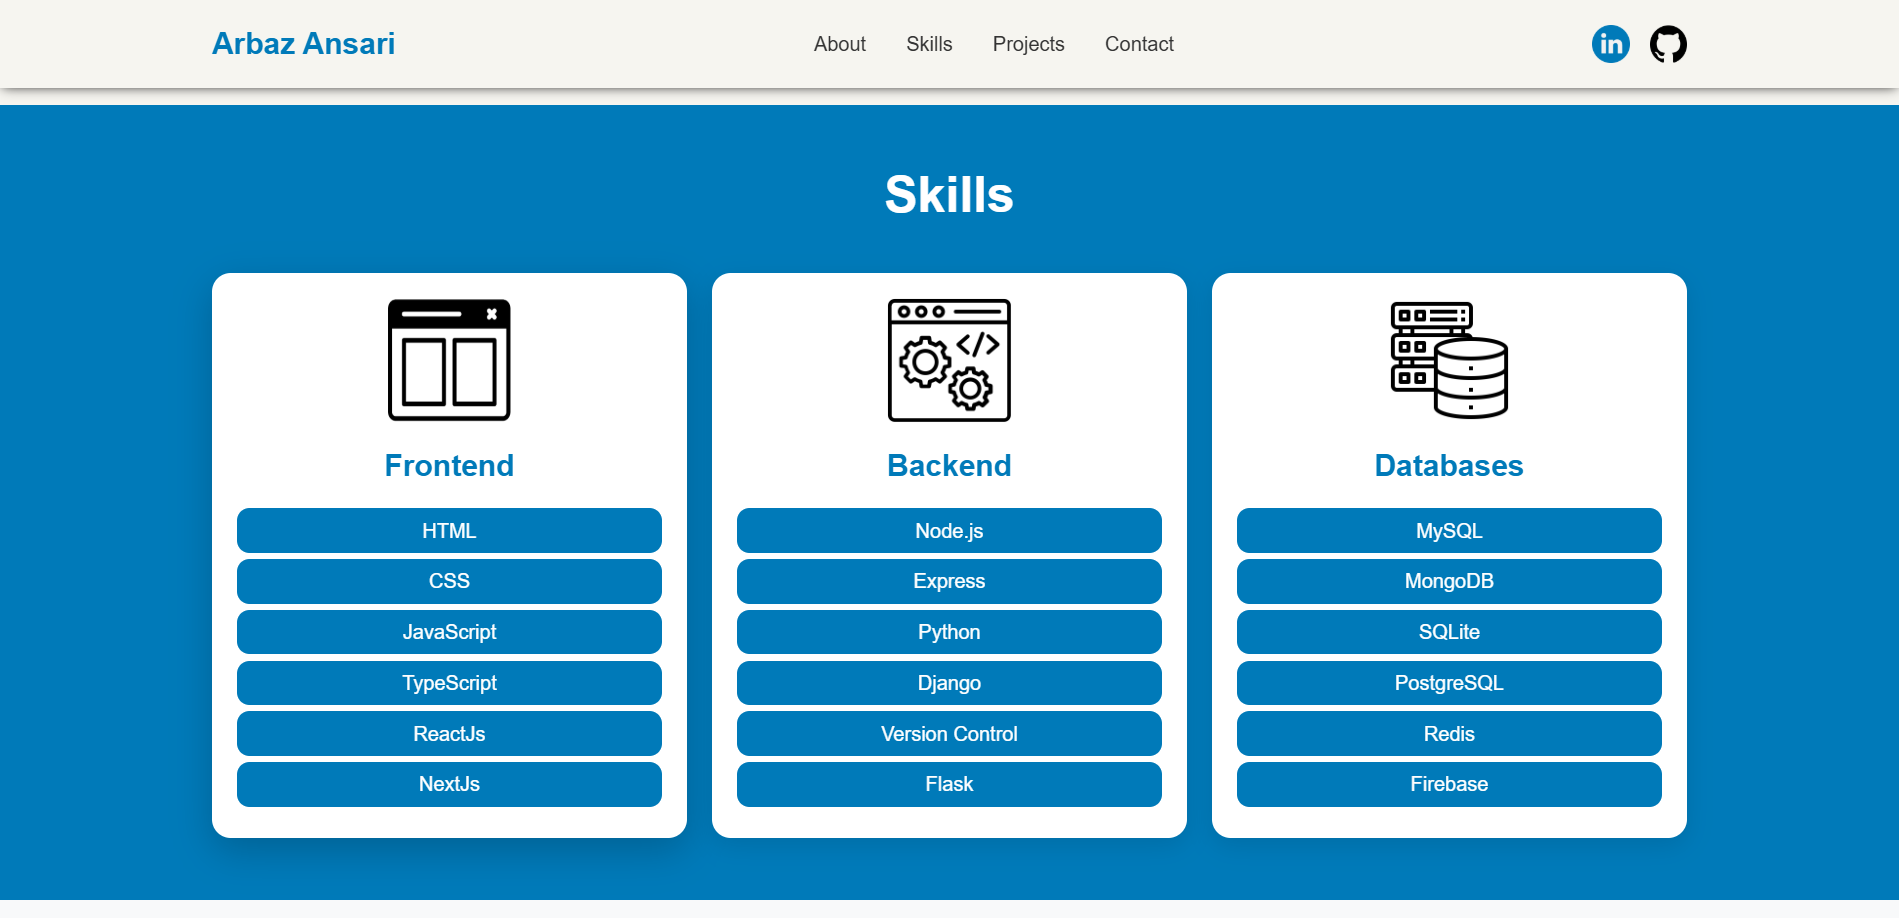 Arbaz Ansari
About Skills Projects Contact
in
Skills
Frontend
HTML
CSS
JavaScript
TypeScript
ReactJs
NextJs
</>
Backend
Node.js
Express
Python
Django
Version Control
Flask
Databases
MySQL
MongoDB
SQLite
PostgreSQL
Redis
Firebase